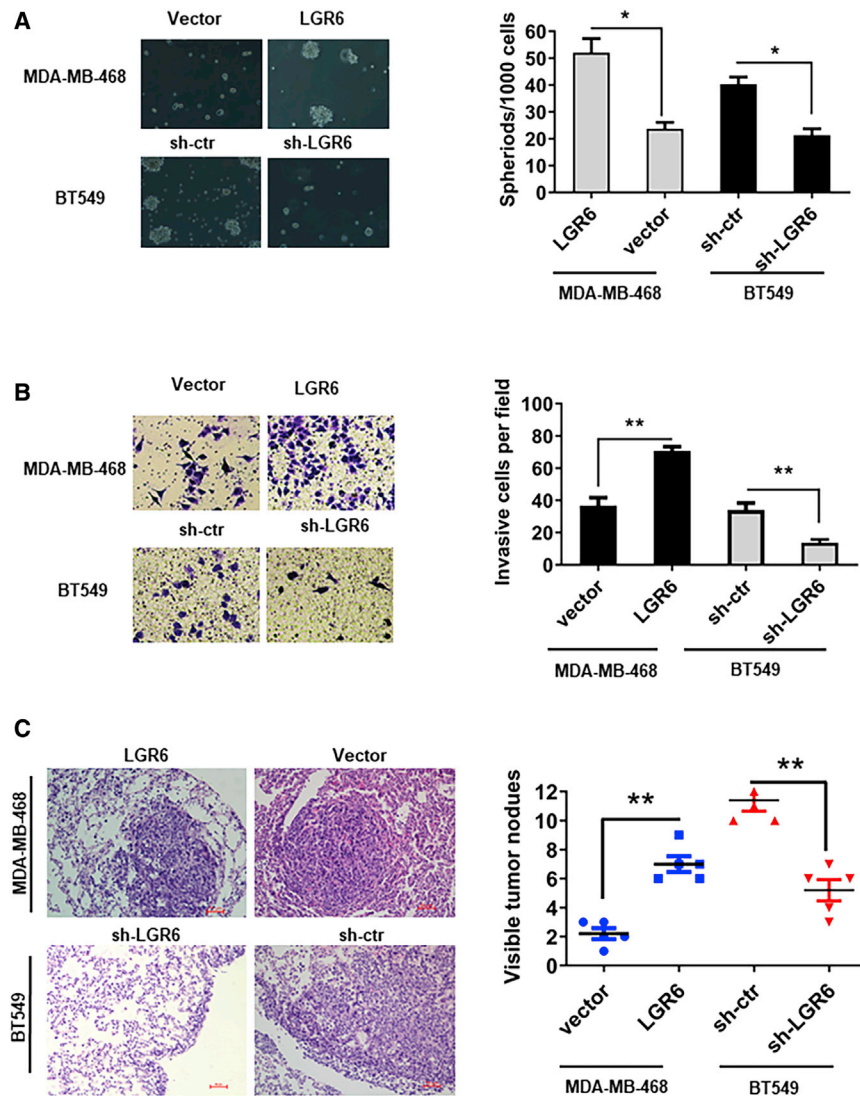 A
Vector LGR6
MDA-MB-468
sh-ctr sh-LGR6
BT549
Spheriods/1000 cells
60
50
40
30
20
10
0
* *
LGR6 vector sh-ctr sh-LGR6
MDA-MB-468 BT549
B
Vector LGR6
MDA-MB-468
sh-ctr sh-LGR6
BT549
Invasive cells per field
100
80
60
40
20
0
** **
vector LGR6 sh-ctr sh-LGR6
MDA-MB-468 BT549
C
LGR6 Vector
MDA-MB-468
sh-LGR6 sh-ctr
BT549
Visible tumor nodues
12
10
8
6
4
2
0
** **
vector LGR6 sh-ctr sh-LGR6
MDA-MB-468 BT549